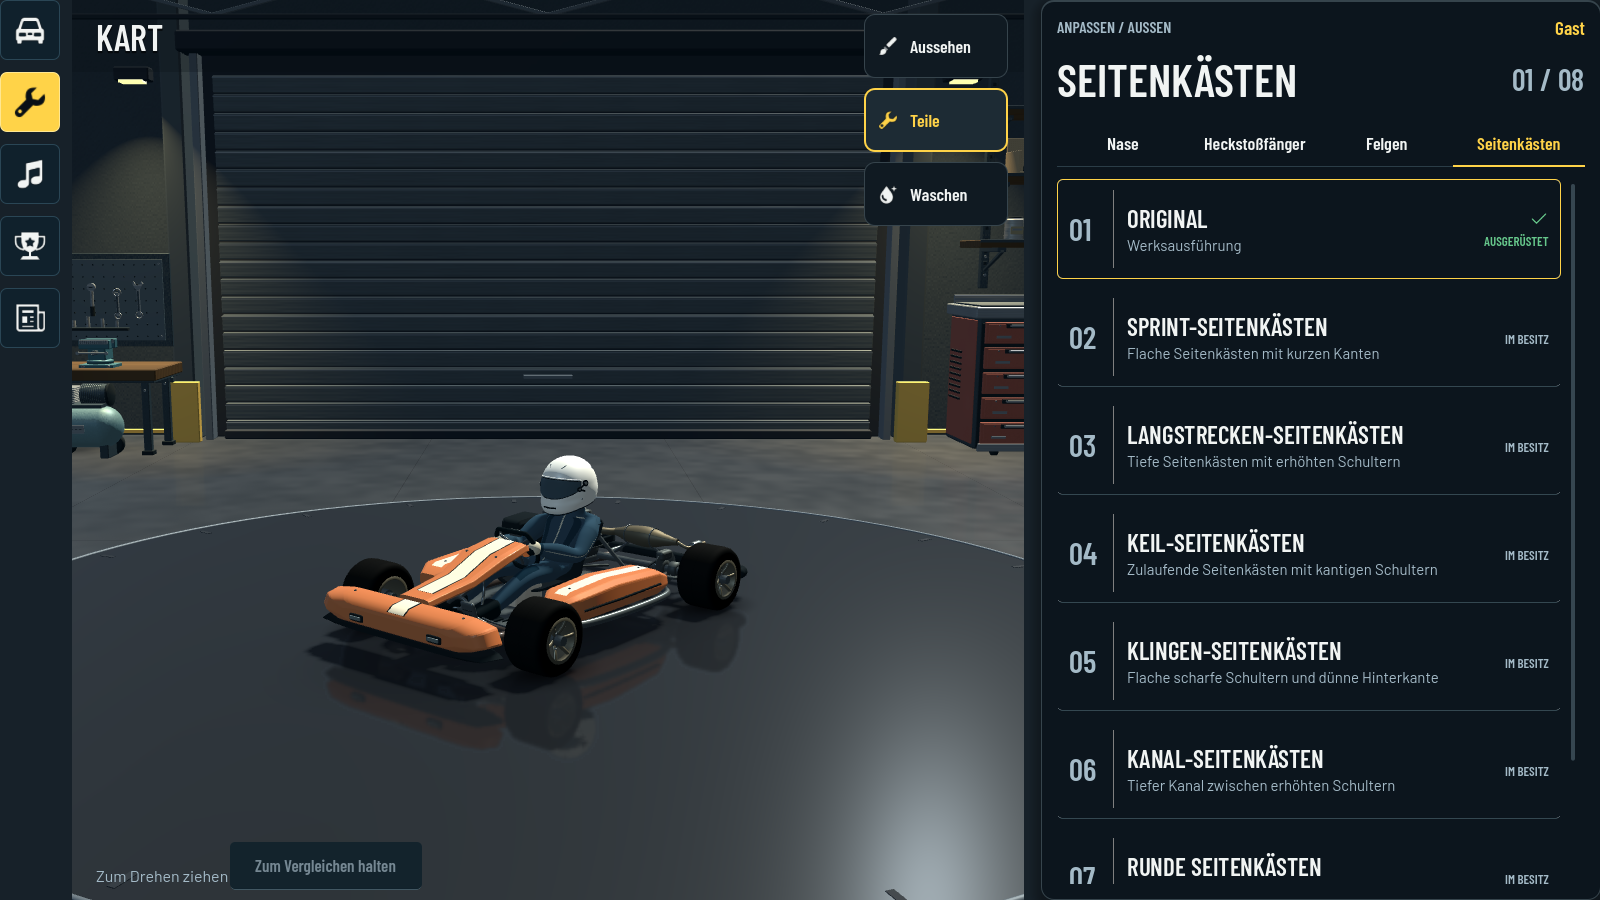 KART
Aussehen
Teile
Waschen
Zum Drehen ziehen
Zum Vergleichen halten
ANPASSEN / AUSSEN
Gast
SEITENKÄSTEN
01 / 08
Nase
Heckstoßfänger
Felgen
Seitenkästen
01
ORIGINAL
Werksausführung
AUSGERÜSTET
02
SPRINT-SEITENKÄSTEN
Flache Seitenkästen mit kurzen Kanten
IM BESITZ
03
LANGSTRECKEN-SEITENKÄSTEN
Tiefe Seitenkästen mit erhöhten Schultern
IM BESITZ
04
KEIL-SEITENKÄSTEN
Zulaufende Seitenkästen mit kantigen Schultern
IM BESITZ
05
KLINGEN-SEITENKÄSTEN
Flache scharfe Schultern und dünne Hinterkante
IM BESITZ
06
KANAL-SEITENKÄSTEN
Tiefer Kanal zwischen erhöhten Schultern
IM BESITZ
07
RUNDE SEITENKÄSTEN
IM BESITZ